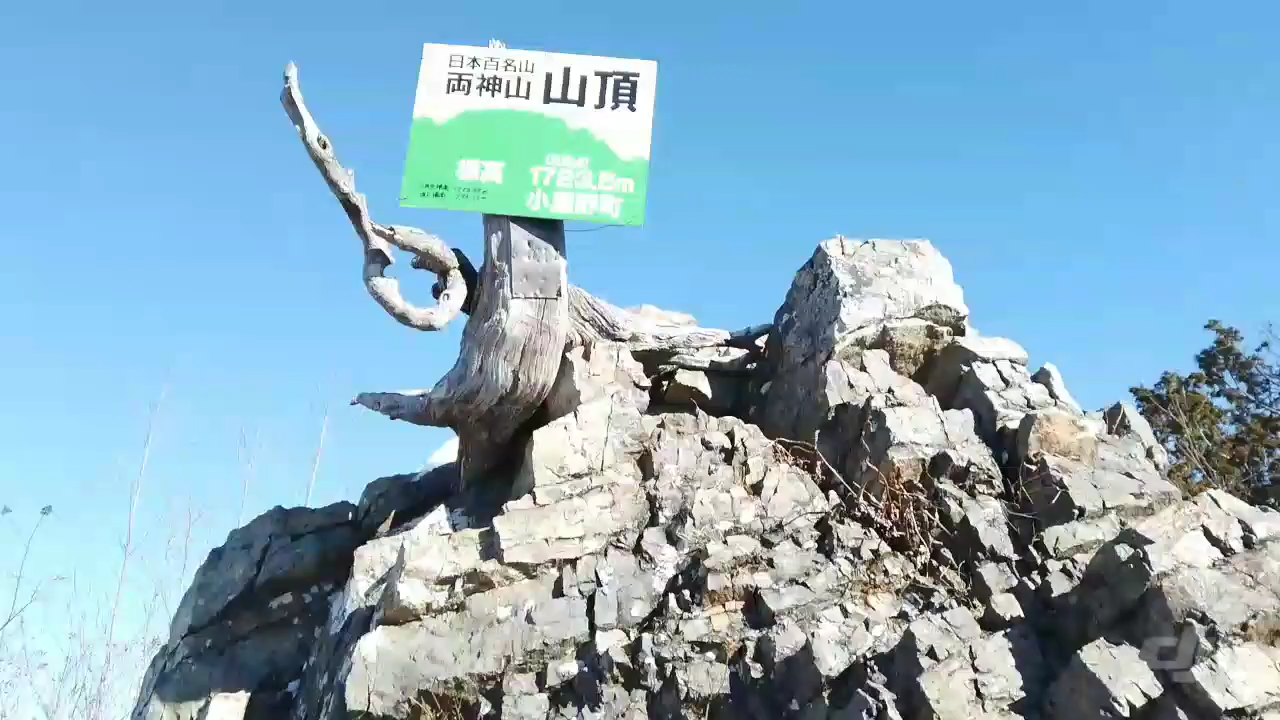 日本百名山
両神山 山頂
標高 1723.5m
小鹿野町